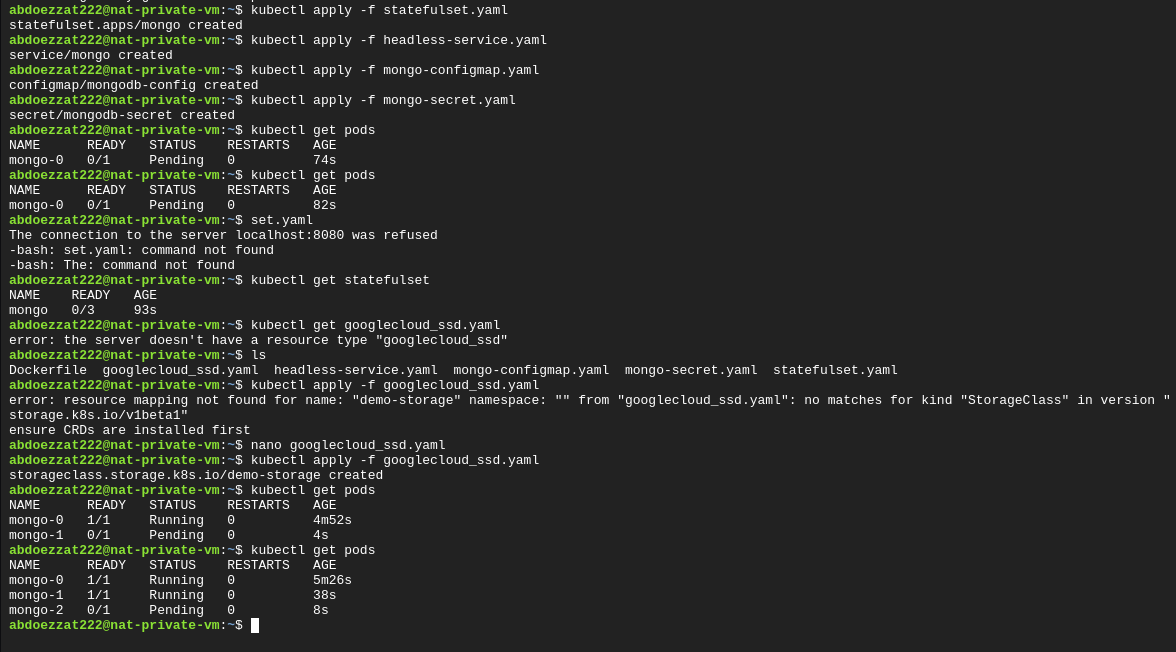 abdoezzat222@nat-private-vm:~$ kubectl apply -f statefulset.yaml
statefulset.apps/mongo created
abdoezzat222@nat-private-vm:~$ kubectl apply -f headless-service.yaml
service/mongo created
abdoezzat222@nat-private-vm:~$ kubectl apply -f mongo-configmap.yaml
configmap/mongodb-config created
abdoezzat222@nat-private-vm:~$ kubectl apply -f mongo-secret.yaml
secret/mongodb-secret created
abdoezzat222@nat-private-vm:~$ kubectl get pods
NAME      READY   STATUS    RESTARTS   AGE
mongo-0   0/1     Pending   0          74s
abdoezzat222@nat-private-vm:~$ kubectl get pods
NAME      READY   STATUS    RESTARTS   AGE
mongo-0   0/1     Pending   0          82s
abdoezzat222@nat-private-vm:~$ set.yaml
The connection to the server localhost:8080 was refused
-bash: set.yaml: command not found
-bash: The: command not found
abdoezzat222@nat-private-vm:~$ kubectl get statefulset
NAME    READY   AGE
mongo   0/3     93s
abdoezzat222@nat-private-vm:~$ kubectl get googlecloud_ssd.yaml
error: the server doesn't have a resource type "googlecloud_ssd"
abdoezzat222@nat-private-vm:~$ ls
Dockerfile  googlecloud_ssd.yaml  headless-service.yaml  mongo-configmap.yaml  mongo-secret.yaml  statefulset.yaml
abdoezzat222@nat-private-vm:~$ kubectl apply -f googlecloud_ssd.yaml
error: resource mapping not found for name: "demo-storage" namespace: "" from "googlecloud_ssd.yaml": no matches for kind "StorageClass" in version "
storage.k8s.io/v1beta1"
ensure CRDs are installed first
abdoezzat222@nat-private-vm:~$ nano googlecloud_ssd.yaml
abdoezzat222@nat-private-vm:~$ kubectl apply -f googlecloud_ssd.yaml
storageclass.storage.k8s.io/demo-storage created
abdoezzat222@nat-private-vm:~$ kubectl get pods
NAME      READY   STATUS    RESTARTS   AGE
mongo-0   1/1     Running   0          4m52s
mongo-1   0/1     Pending   0          4s
abdoezzat222@nat-private-vm:~$ kubectl get pods
NAME      READY   STATUS    RESTARTS   AGE
mongo-0   1/1     Running   0          5m26s
mongo-1   1/1     Running   0          38s
mongo-2   0/1     Pending   0          8s
abdoezzat222@nat-private-vm:~$